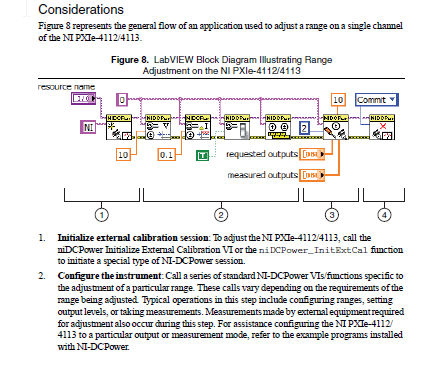 Considerations
Figure 8 represents the general flow of an application used to adjust a range on a single channel
of the NI PXIe-4112/4113.
Figure 8. LabVIEW Block Diagram Illustrating Range
Adjustment on the NI PXIe-4112/4113
resource name
I/O 0 10 Commit
NI 2
10 0.1 T requested outputs
measured outputs
1 2 3 4
1. Initialize external calibration session: To adjust the NI PXIe-4112/4113, call the
niDCPower Initialize External Calibration VI or the niDCPower_InitExtCal function
to initiate a special type of NI-DCPower session.
2. Configure the instrument: Call a series of standard NI-DCPower VIs/functions specific to
the adjustment of a particular range. These calls vary depending on the requirements of the
range being adjusted. Typical operations in this step include configuring ranges, setting
output levels, or taking measurements. Measurements made by external equipment required
for adjustment also occur during this step. For assistance configuring the NI PXIe-4112/
4113 to a particular output or measurement mode, refer to the example programs installed
with NI-DCPower.